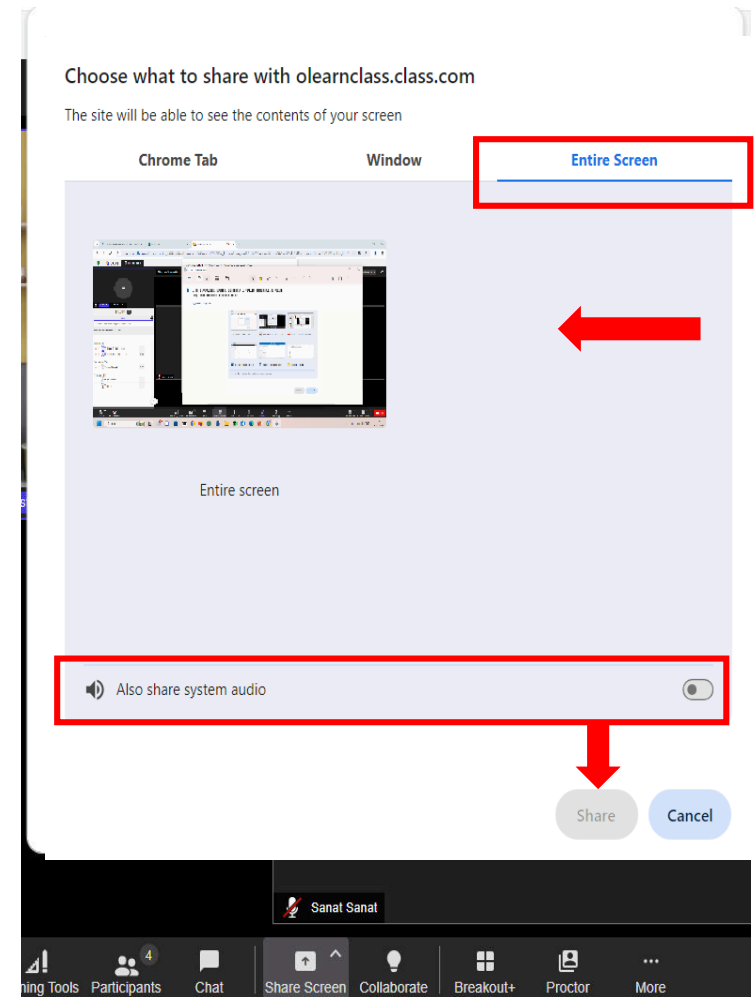 Choose what to share with olearnclass.class.com
The site will be able to see the contents of your screen
Chrome Tab Window Entire Screen
Entire screen
Also share system audio
Share Cancel
Sanat Sanat
4
Tools Participants Chat Share Screen Collaborate Breakout+ Proctor More